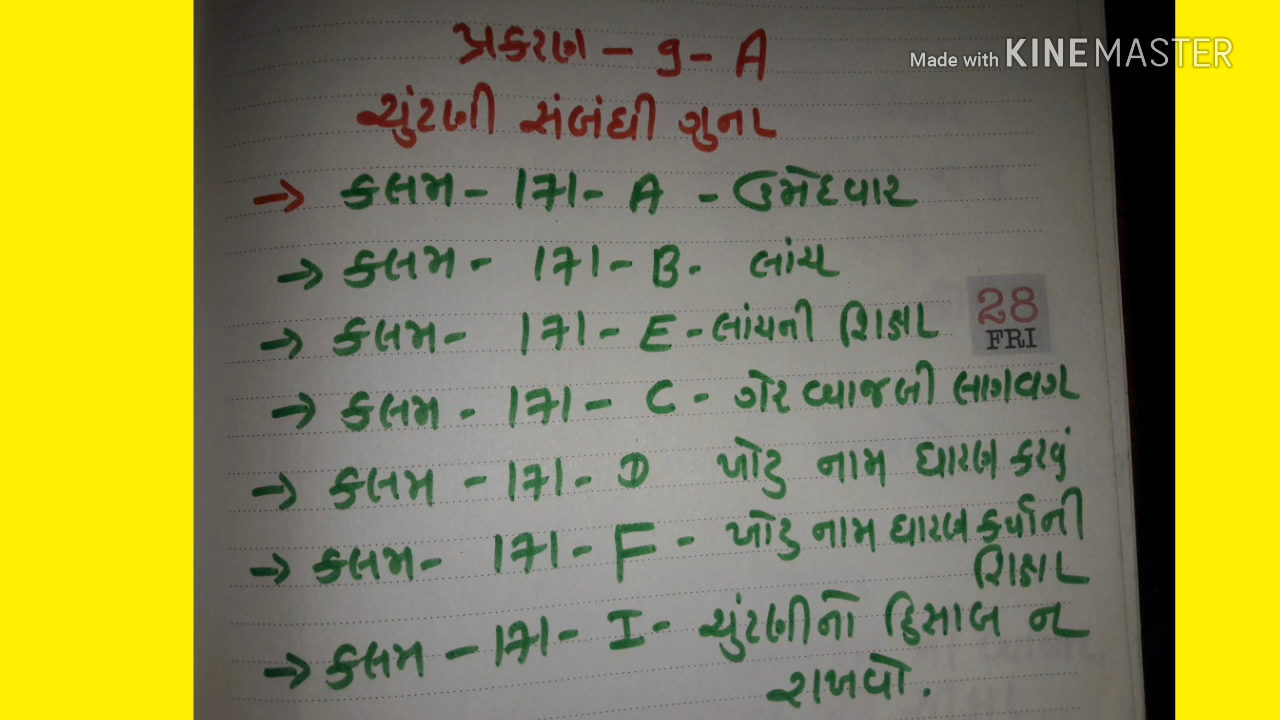 પ્રકરણ - 9 - A
Made with KINEMASTER
ચુંટણી સંબંધી ગુના
→ કલમ - 171 - A - ઉમેદવાર
→ કલમ - 171 - B - લાંચ
→ કલમ - 171 - E - લાંચની શિક્ષા
28
FRI
→ કલમ - 171 - C - ગેર વ્યાજબી લાગવગ
→ કલમ - 171 - D ખોટુ નામ ધારણ કરવું
→ કલમ - 171 - F - ખોટુ નામ ધારણ કર્યાની
શિક્ષા
→ કલમ - 171 - I - ચુંટણીનો હિસાબ ન
રાખવો.